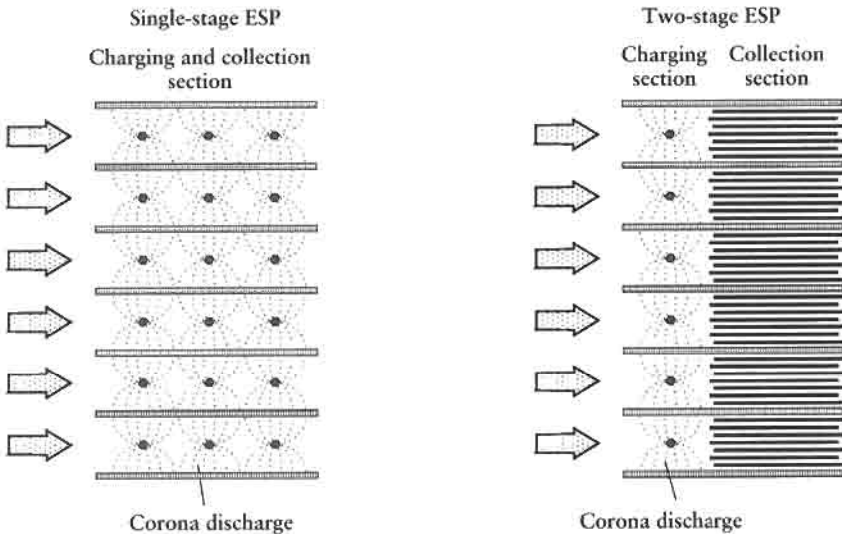 Single-stage ESP
Charging and collection
section
Corona discharge
Two-stage ESP
Charging
section
Collection
section
Corona discharge